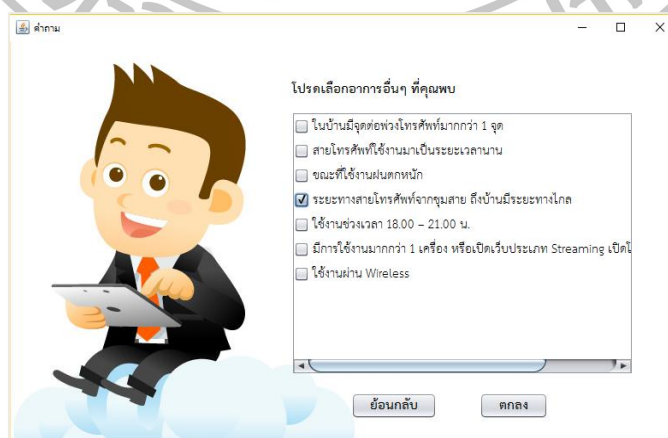 คำถาม
โปรดเลือกอาการอื่นๆ ที่คุณพบ
ในบ้านมีจุดต่อพ่วงโทรศัพท์มากกว่า 1 จุด
สายโทรศัพท์ใช้งานมาเป็นระยะเวลานาน
ขณะที่ใช้งานฝนตกหนัก
ระยะทางสายโทรศัพท์จากชุมสาย ถึงบ้านมีระยะทางไกล
ใช้งานช่วงเวลา 18.00 – 21.00 น.
มีการใช้งานมากกว่า 1 เครื่อง หรือเปิดเว็บประเภท Streaming เปิดโ
ใช้งานผ่าน Wireless
ย้อนกลับ ตกลง